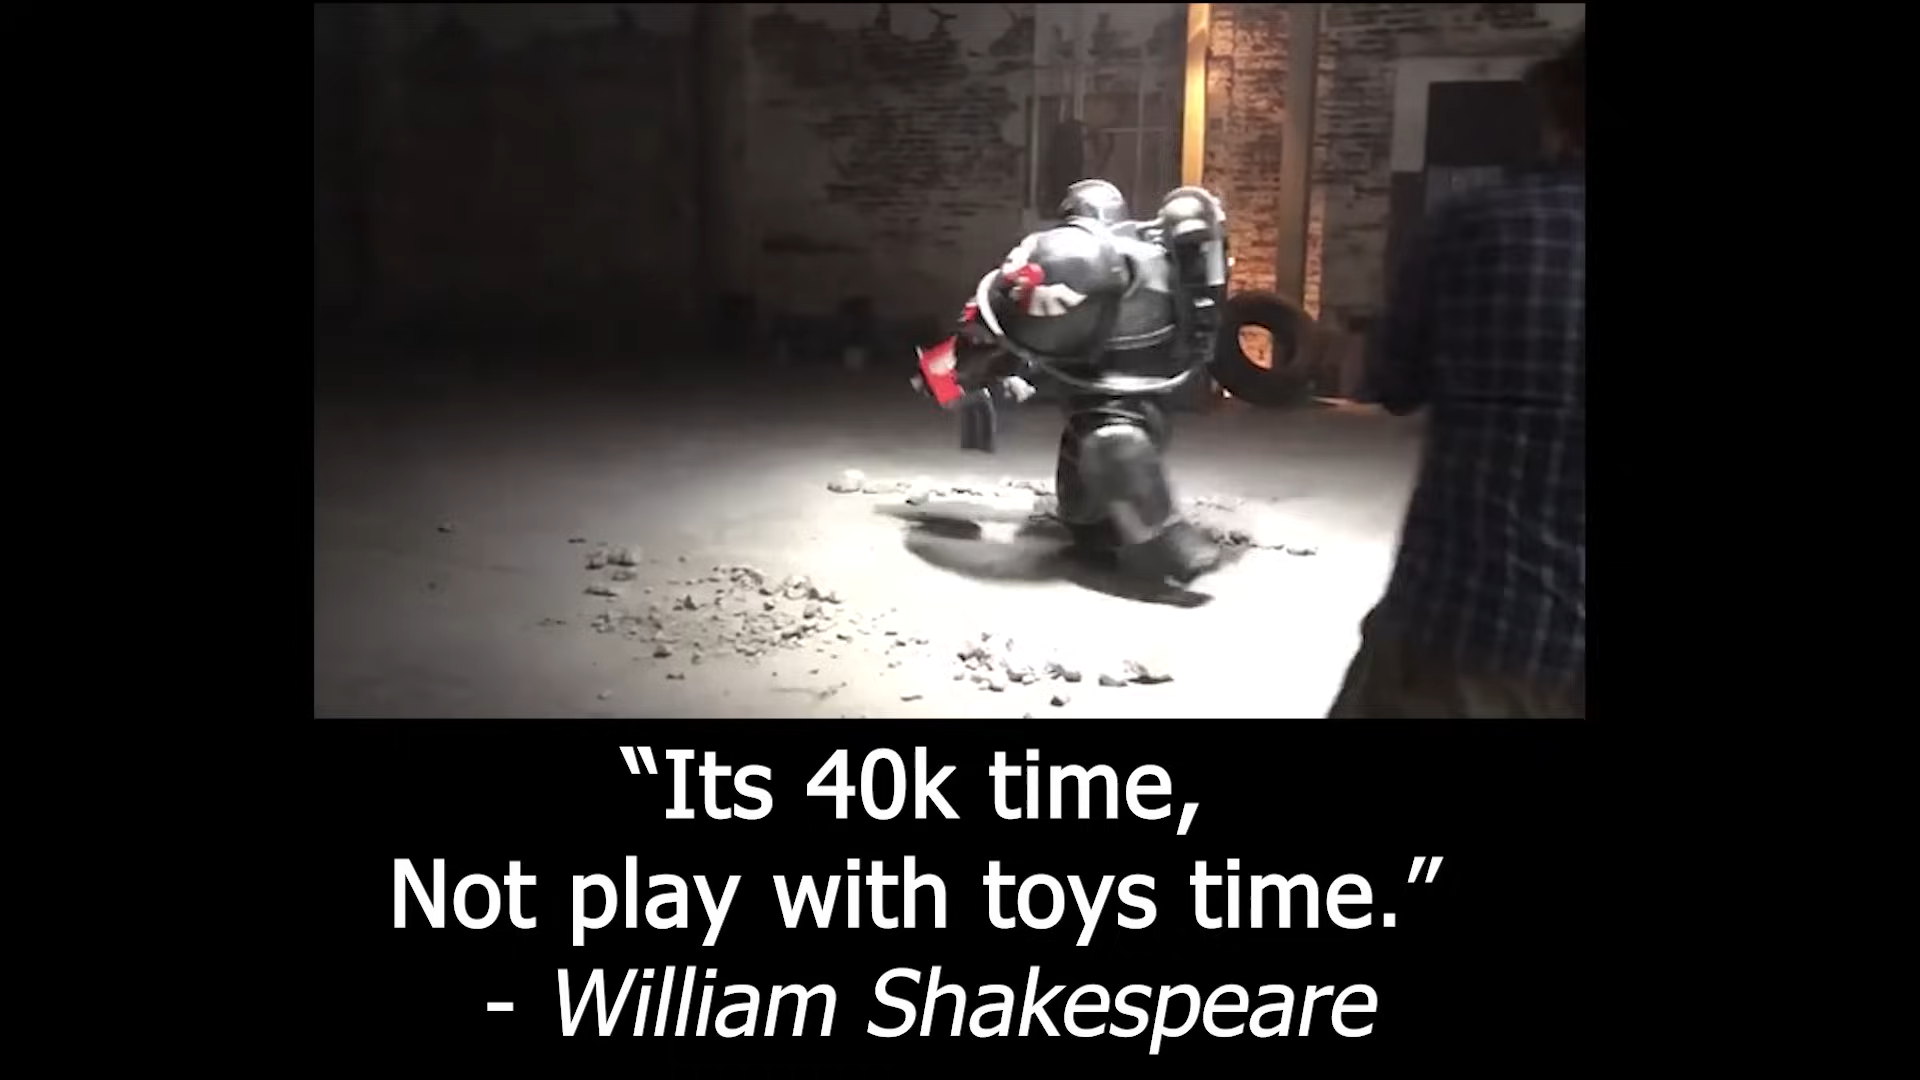 “Its 40k time,
Not play with toys time.”
- William Shakespeare